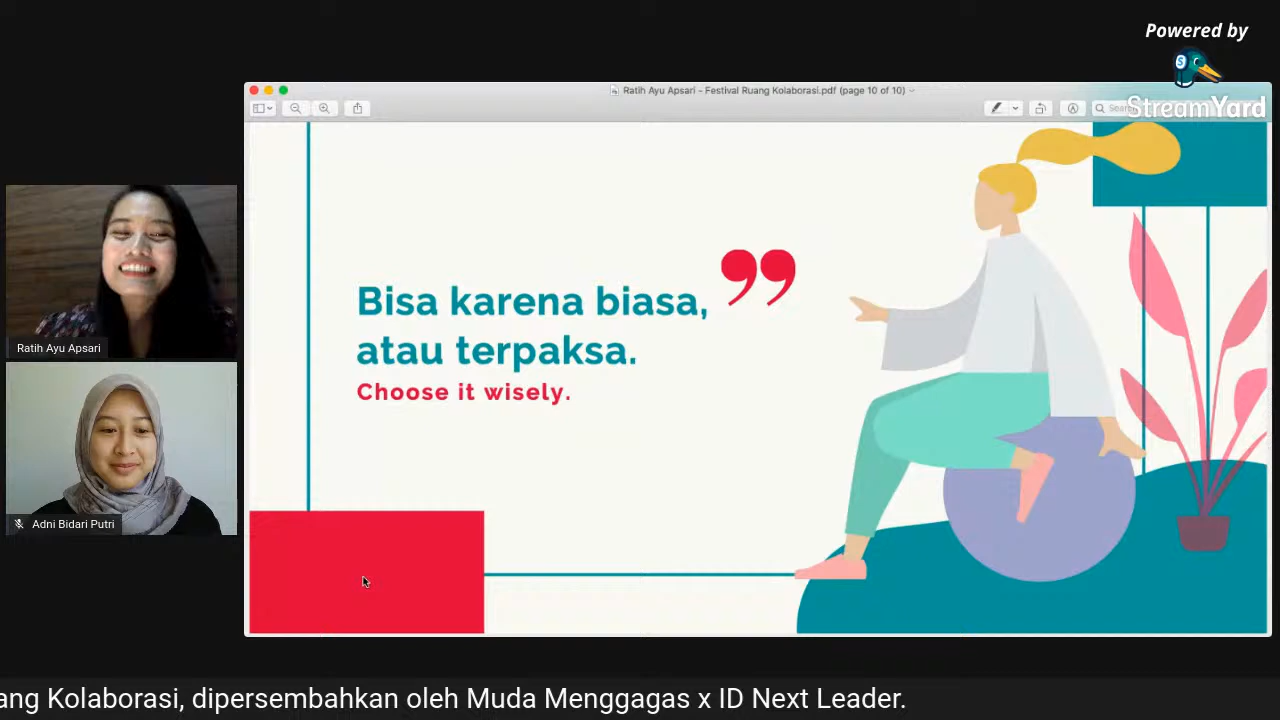 Powered by
StreamYard
Ratih Ayu Apsari - Festival Ruang Kolaborasi.pdf (page 10 of 10)
Bisa karena biasa,
atau terpaksa.
Choose it wisely.
”
Ratih Ayu Apsari
Adni Bidari Putri
ang Kolaborasi, dipersembahkan oleh Muda Menggagas x ID Next Leader.